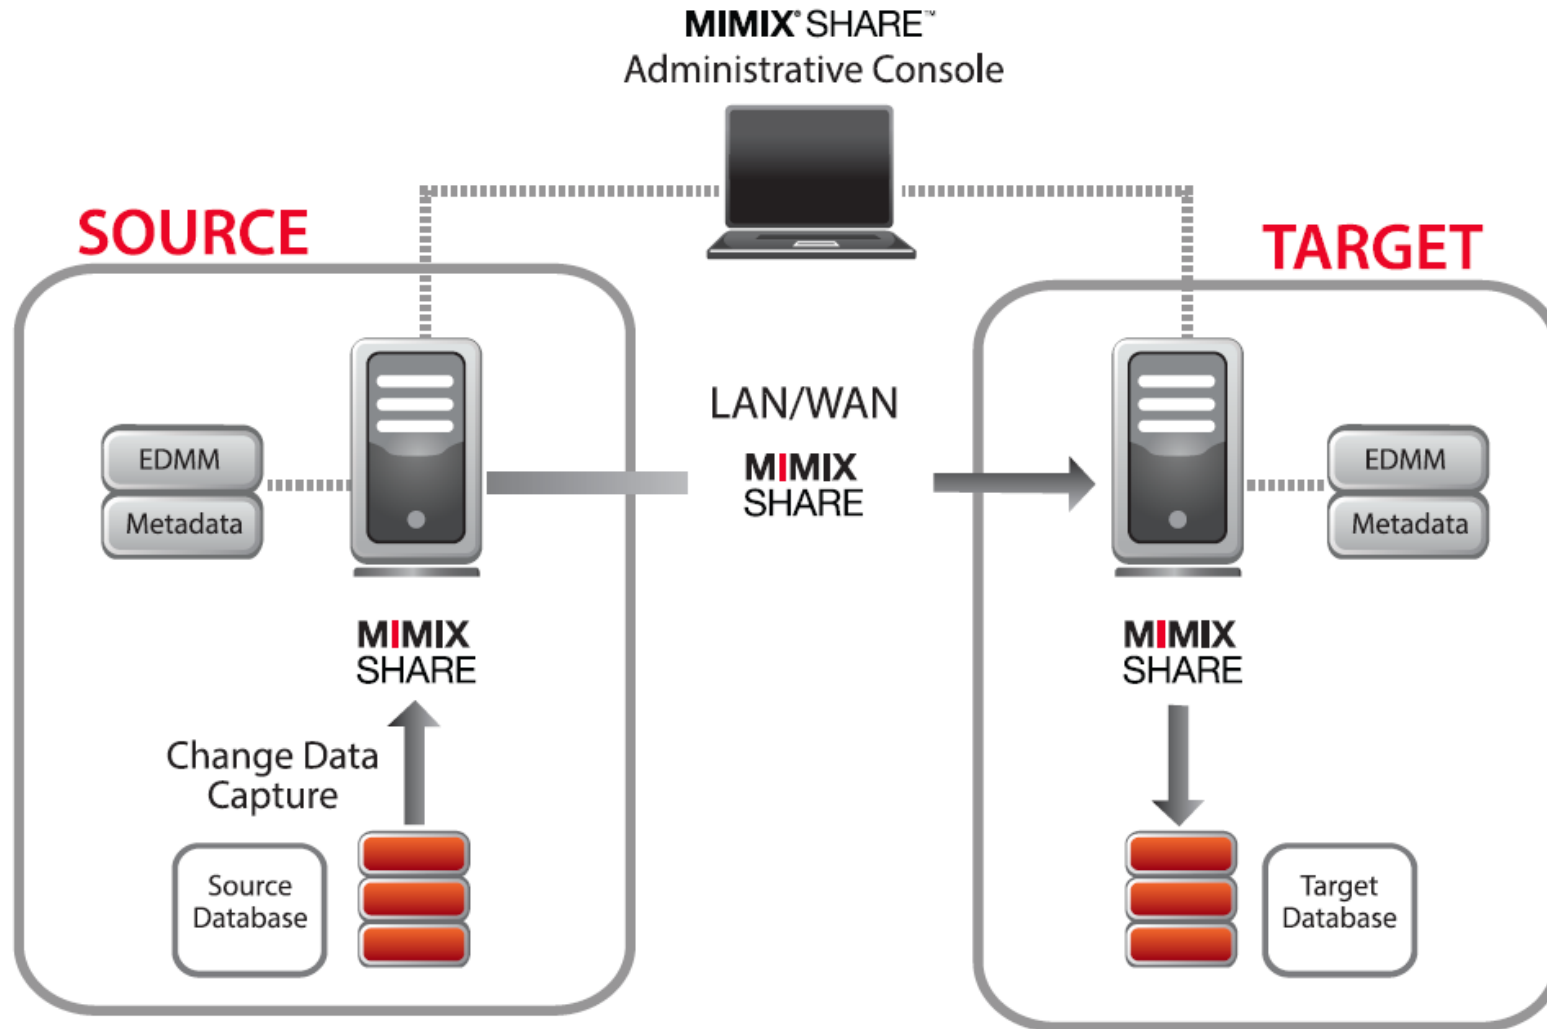 MIMIX® SHARE™
Administrative Console
SOURCE
TARGET
LAN/WAN
MIMIX
SHARE
EDMM
Metadata
EDMM
Metadata
MIMIX
SHARE
MIMIX
SHARE
Change Data
Capture
Source
Database
Target
Database